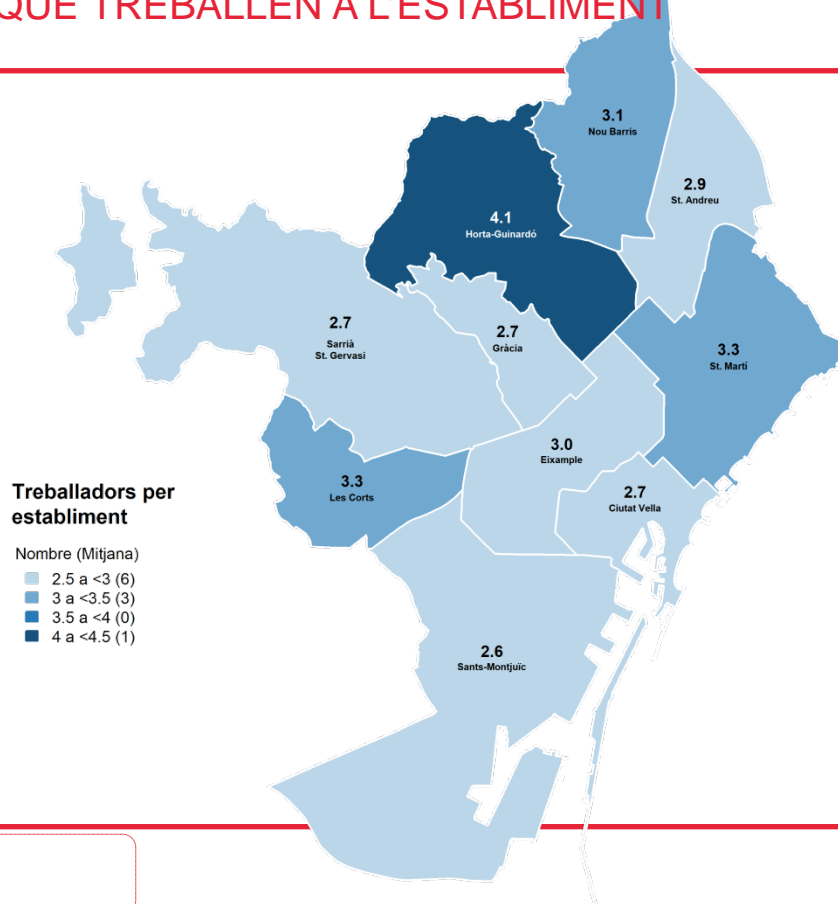 QUE TREBALLEN A L'ESTABLIMENT
3.1
Nou Barris
2.9
St. Andreu
4.1
Horta-Guinardó
2.7
Sarrià
St. Gervasi
2.7
Gràcia
3.3
St. Martí
3.0
Eixample
3.3
Les Corts
2.7
Ciutat Vella
Treballadors per
establiment
Nombre (Mitjana)
2.5 a <3 (6)
3 a <3.5 (3)
3.5 a <4 (0)
4 a <4.5 (1)
2.6
Sants-Montjuïc